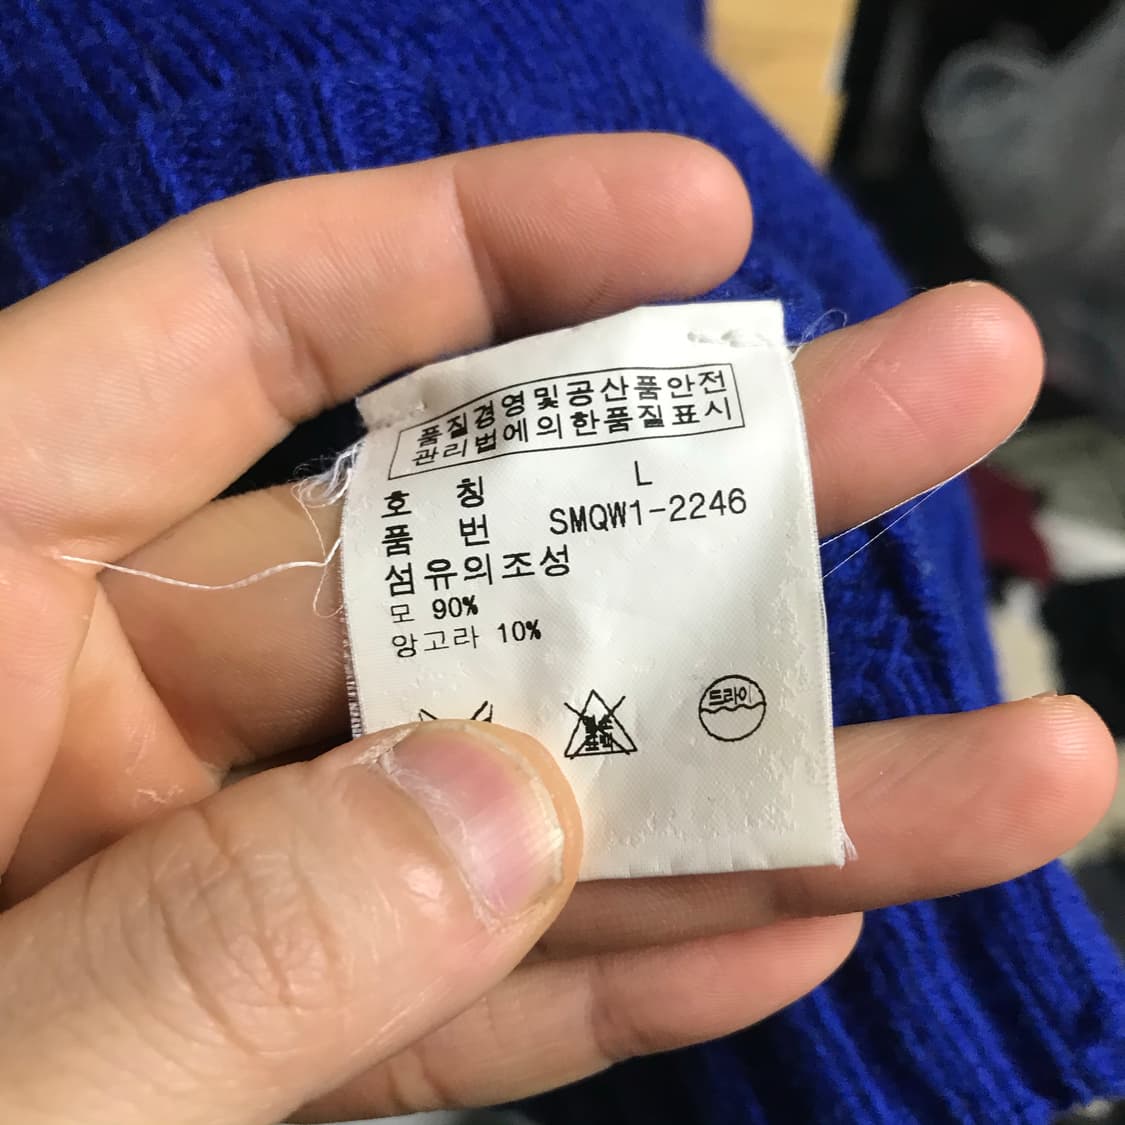 품질경영및공산품안전
관리법에의한품질표시
호 칭 L
품 번 SMQW1-2246
섬유의조성
모 90%
앙고라 10%
드라이